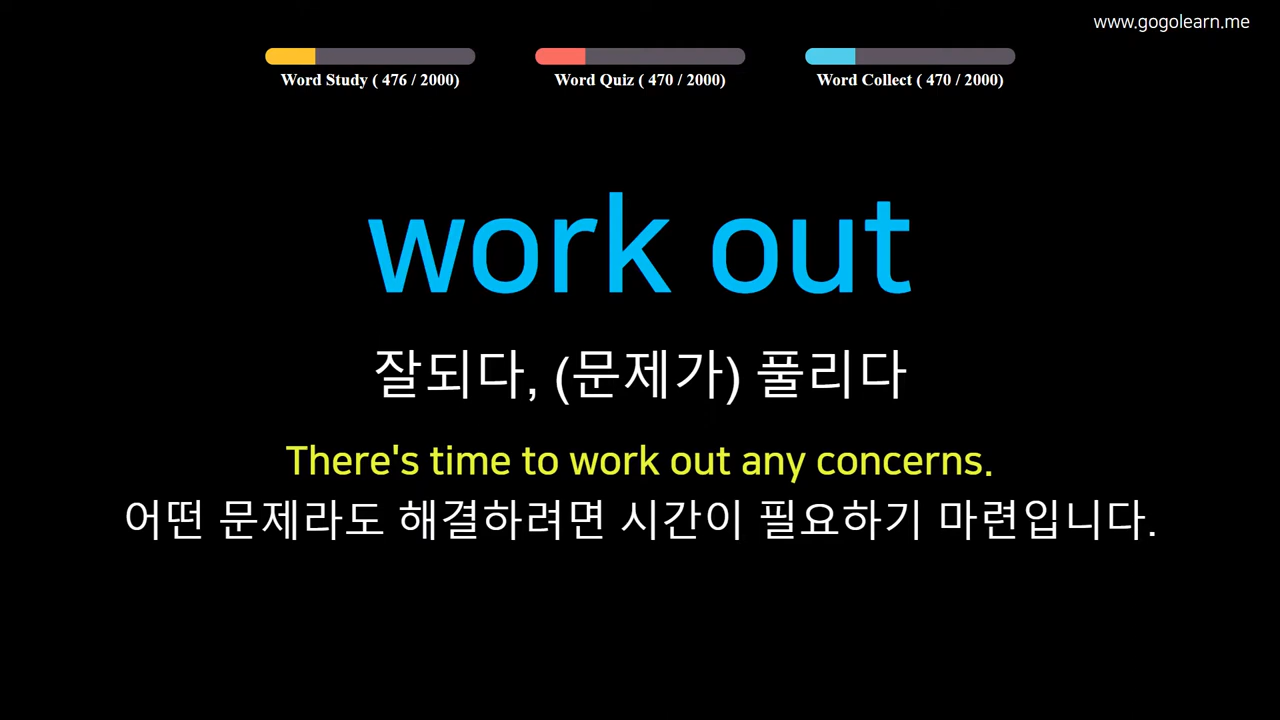 www.gogolearn.me
Word Study ( 476 / 2000) Word Quiz ( 470 / 2000) Word Collect ( 470 / 2000)
work out
잘되다, (문제가) 풀리다
There's time to work out any concerns.
어떤 문제라도 해결하려면 시간이 필요하기 마련입니다.